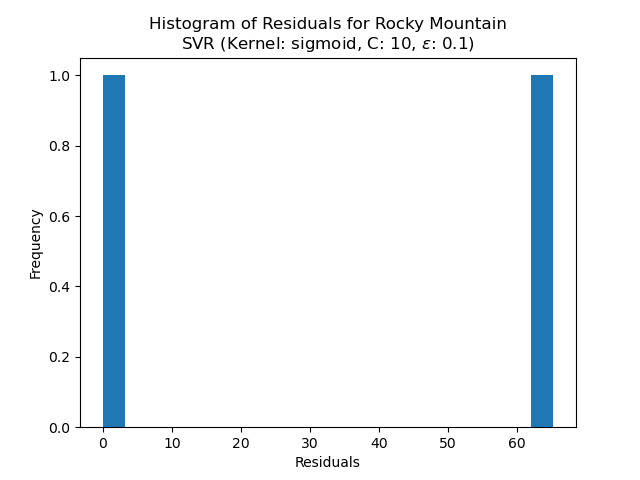 Histogram of Residuals for Rocky Mountain
SVR (Kernel: sigmoid, C: 10, ε: 0.1)
1.0
0.8
0.6
0.4
0.2
0.0
Frequency
0 10 20 30 40 50 60
Residuals